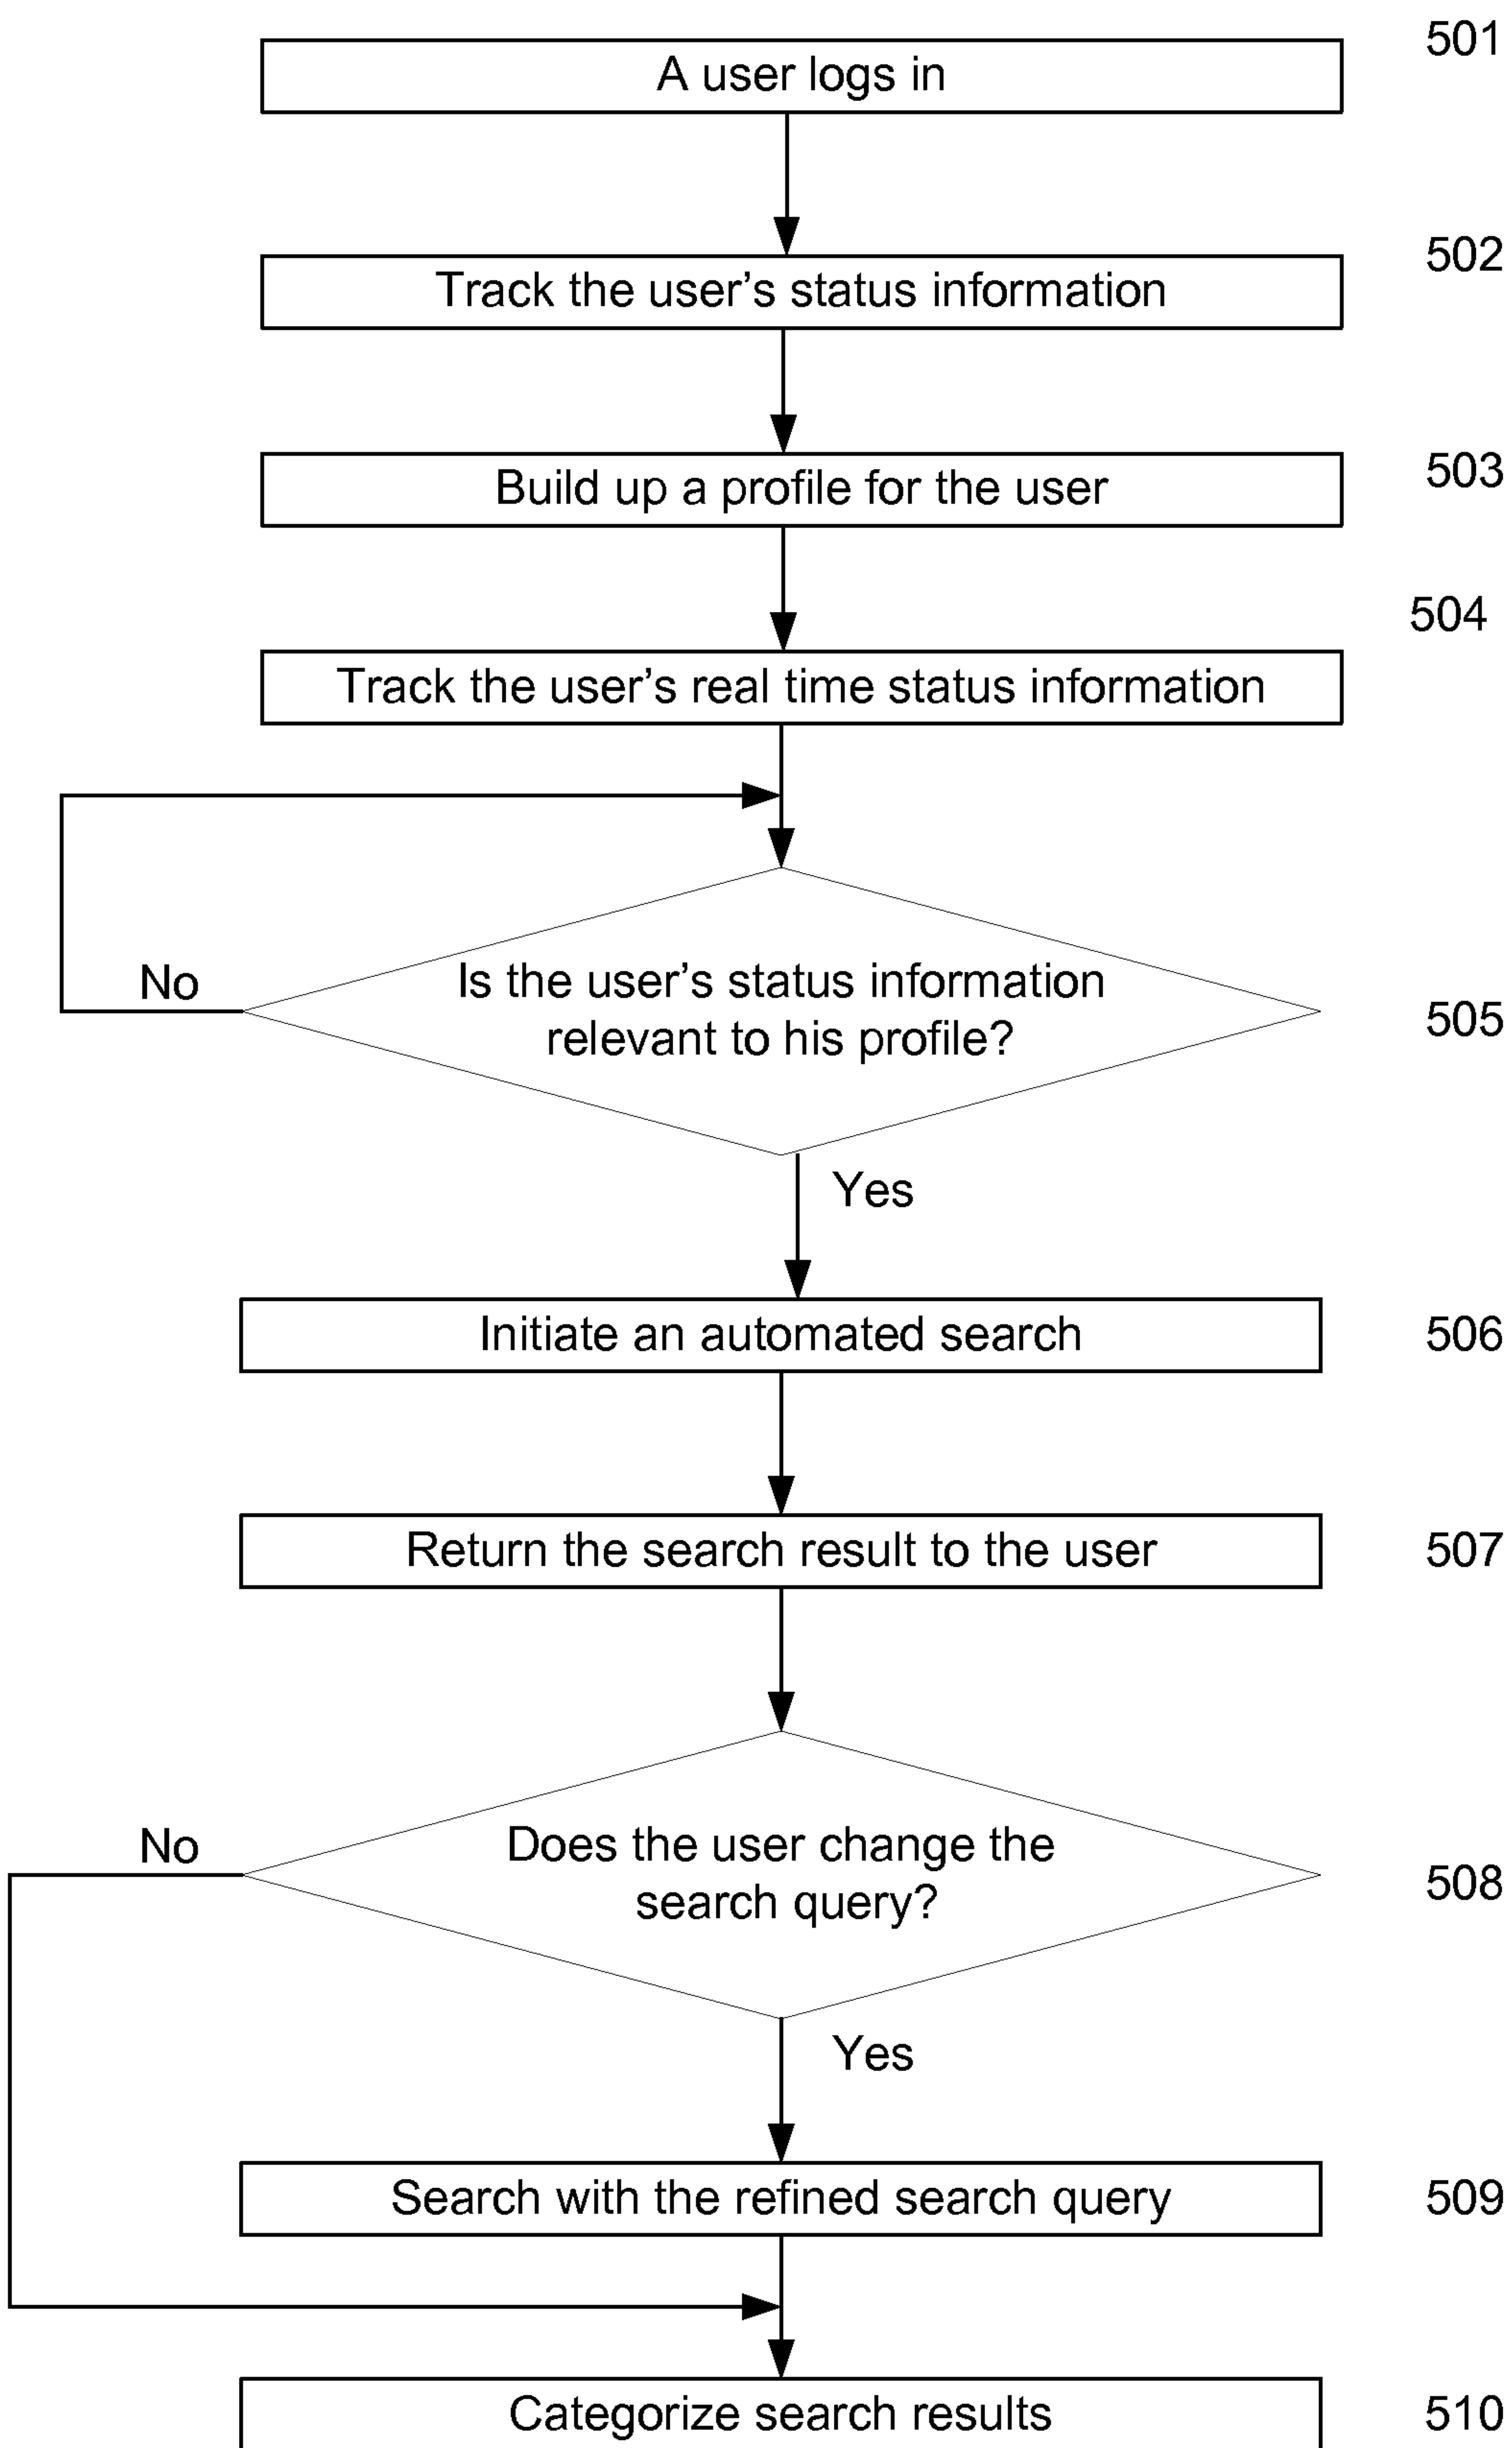 501
A user logs in
502
Track the user’s status information
503
Build up a profile for the user
504
Track the user’s real time status information
No
Is the user’s status information
relevant to his profile?
505
Yes
Initiate an automated search
506
Return the search result to the user
507
No
Does the user change the
search query?
508
Yes
Search with the refined search query
509
Categorize search results
510